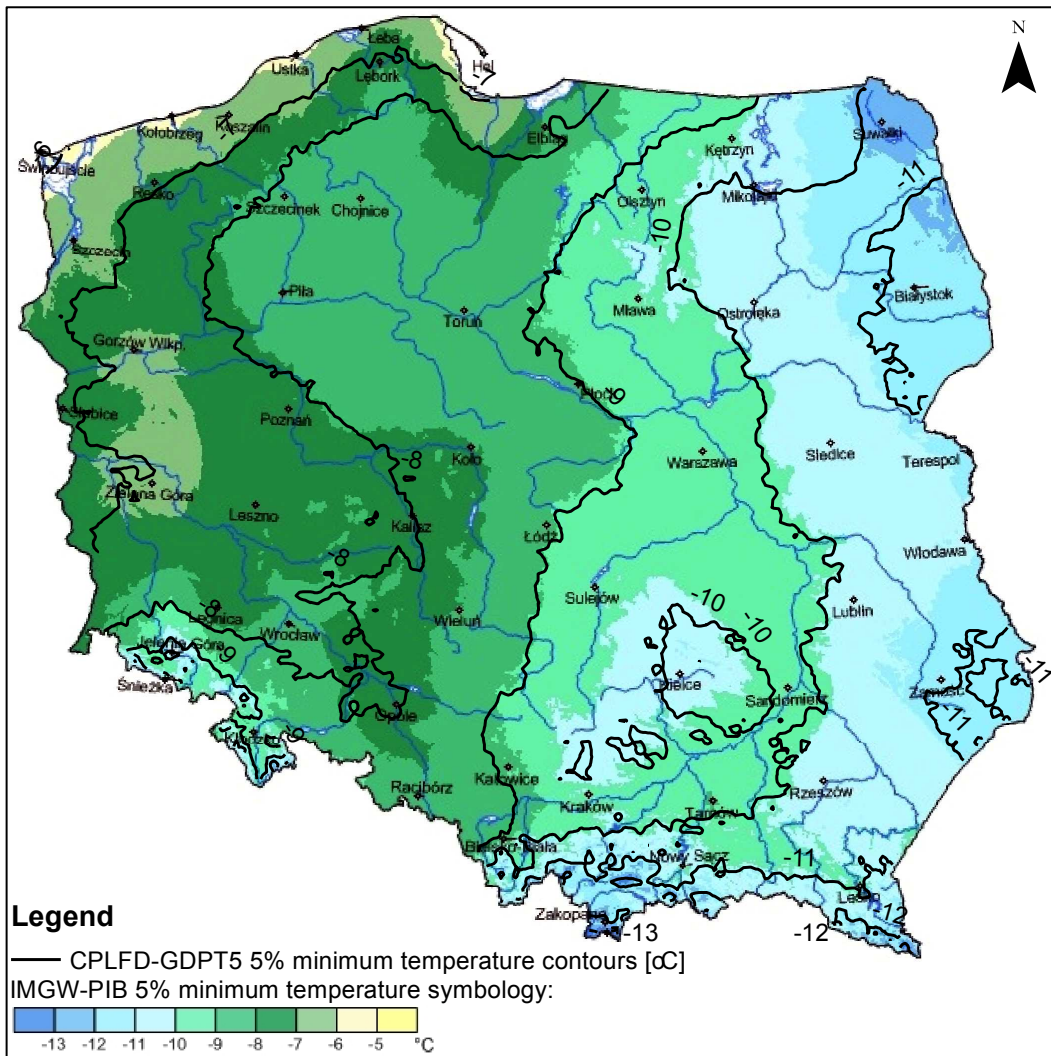 N
Łeba
Ustka
Lębork
Hel
-7
Kołobrzeg
Koszalin
Elbląg
Suwałki
Świnoujście
Kętrzyn
Resko
-11
Szczecinek
Chojnice
Olsztyn
Mikołajki
Szczecin
-10
Piła
Białystok
Toruń
Mława
Ostrołęka
Gorzów Wlkp.
Płock
-9
Słubice
Poznań
-8
Koło
Warszawa
Siedlce
Terespol
Zielona Góra
Leszno
Kalisz
Łódź
Włodawa
-8
Sulejów
-10
Lublin
-8
Legnica
Wrocław
Wieluń
-10
Jelenia Góra
-9
Śnieżka
Kielce
Zamość
-11
Sandomierz
-11
Opole
Kłodzko
-9
Katowice
Racibórz
Kraków
Tarnów
Rzeszów
Bielsko-Biała
Nowy Sącz
-11
Lesko
-12
Zakopane
-13
-12
Legend
CPLFD-GDPT5 5% minimum temperature contours [oC]
IMGW-PIB 5% minimum temperature symbology:
-13 -12 -11 -10 -9 -8 -7 -6 -5 °C